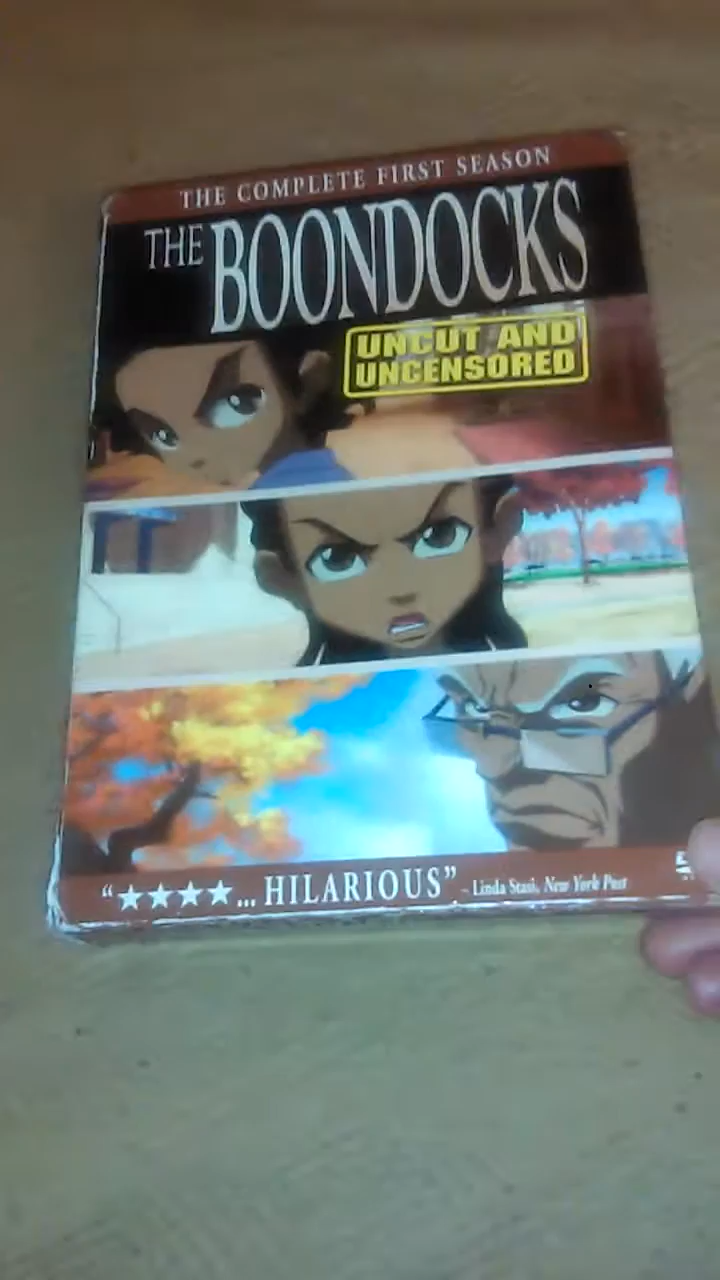 THE COMPLETE FIRST SEASON
THE BOONDOCKS
UNCUT AND
UNCENSORED
"★★★★... HILARIOUS" - Linda Stasi, New York Post